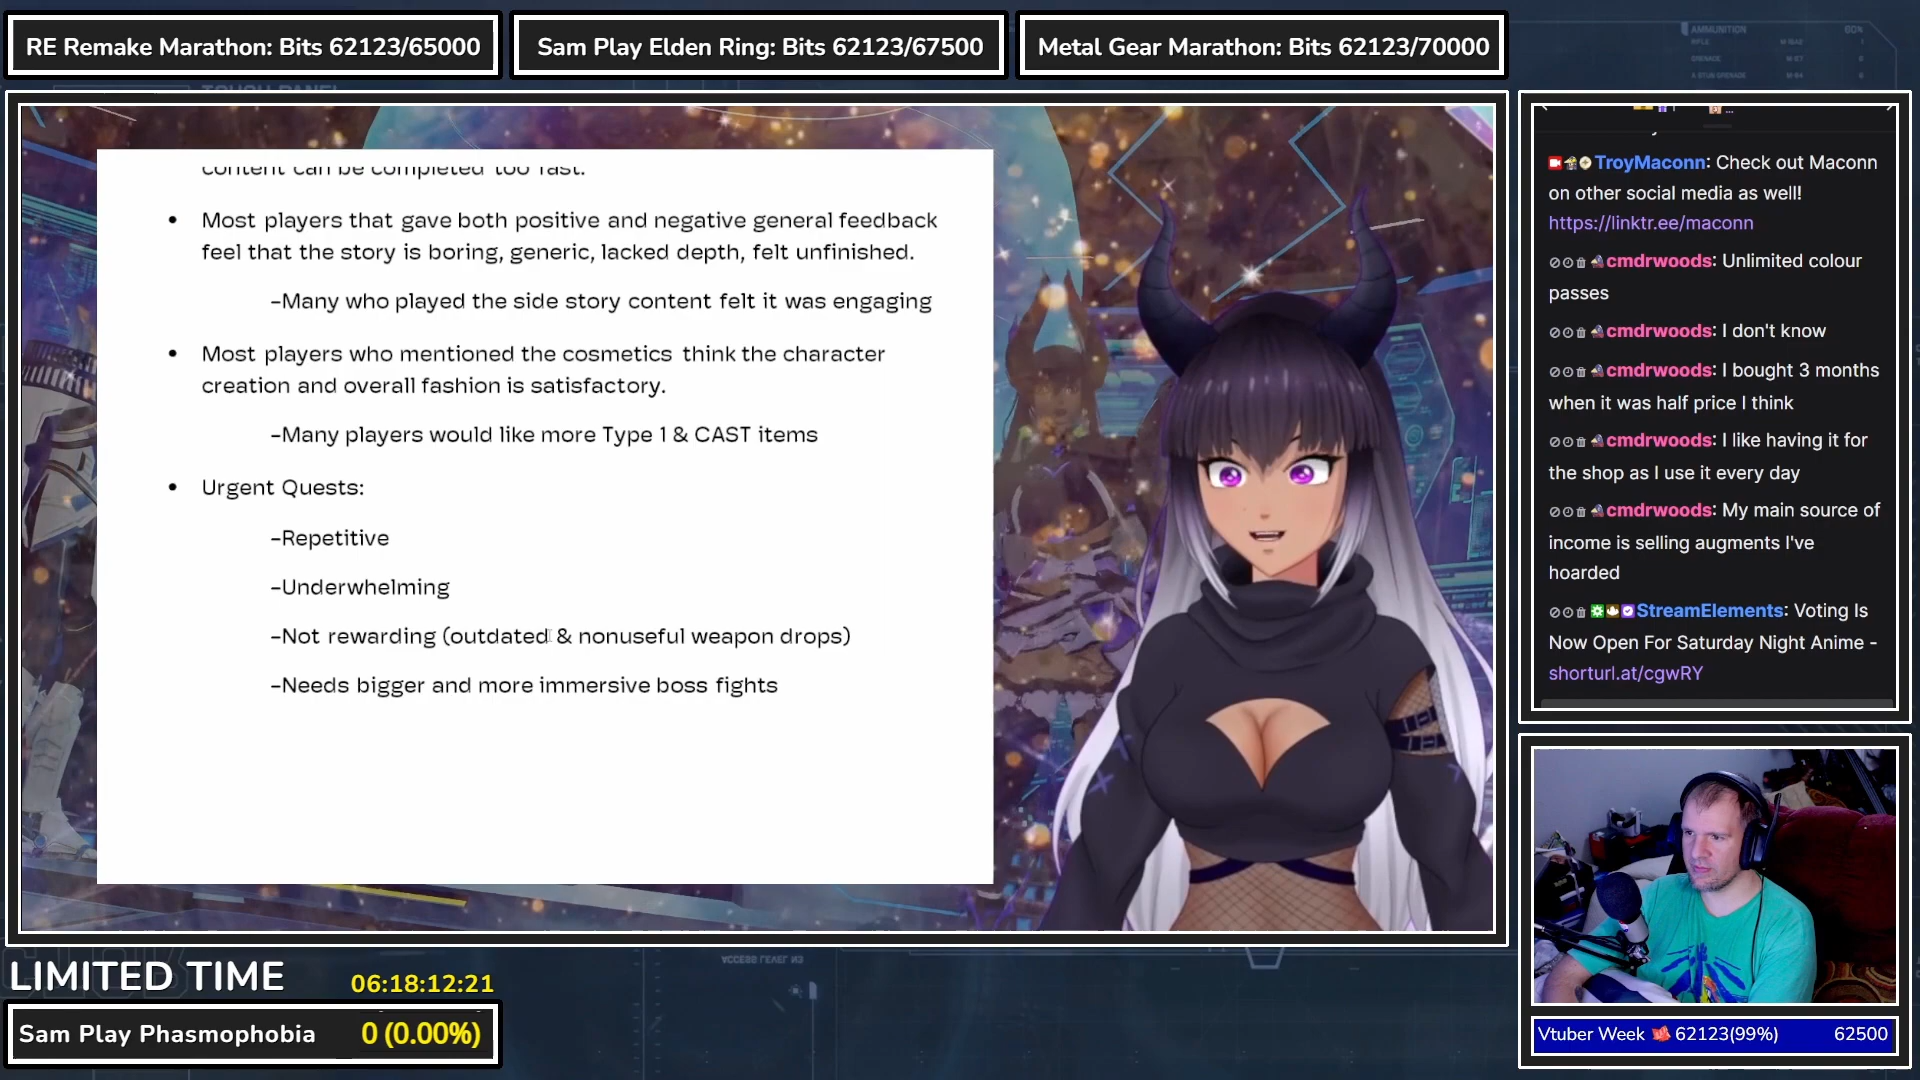 RE Remake Marathon: Bits 62123/65000
Sam Play Elden Ring: Bits 62123/67500
Metal Gear Marathon: Bits 62123/70000
AMMUNITION
content can be completed too fast.
• Most players that gave both positive and negative general feedback
feel that the story is boring, generic, lacked depth, felt unfinished.
-Many who played the side story content felt it was engaging
• Most players who mentioned the cosmetics think the character
creation and overall fashion is satisfactory.
-Many players would like more Type 1 & CAST items
• Urgent Quests:
-Repetitive
-Underwhelming
-Not rewarding (outdated & nonuseful weapon drops)
-Needs bigger and more immersive boss fights
TroyMaconn: Check out Maconn
on other social media as well!
https://linktr.ee/maconn
cmdrwoods: Unlimited colour
passes
cmdrwoods: I don't know
cmdrwoods: I bought 3 months
when it was half price I think
cmdrwoods: I like having it for
the shop as I use it every day
cmdrwoods: My main source of
income is selling augments I've
hoarded
StreamElements: Voting Is
Now Open For Saturday Night Anime -
shorturl.at/cgwRY
LIMITED TIME 06:18:12:21
Sam Play Phasmophobia 0 (0.00%)
Vtuber Week 62123(99%) 62500